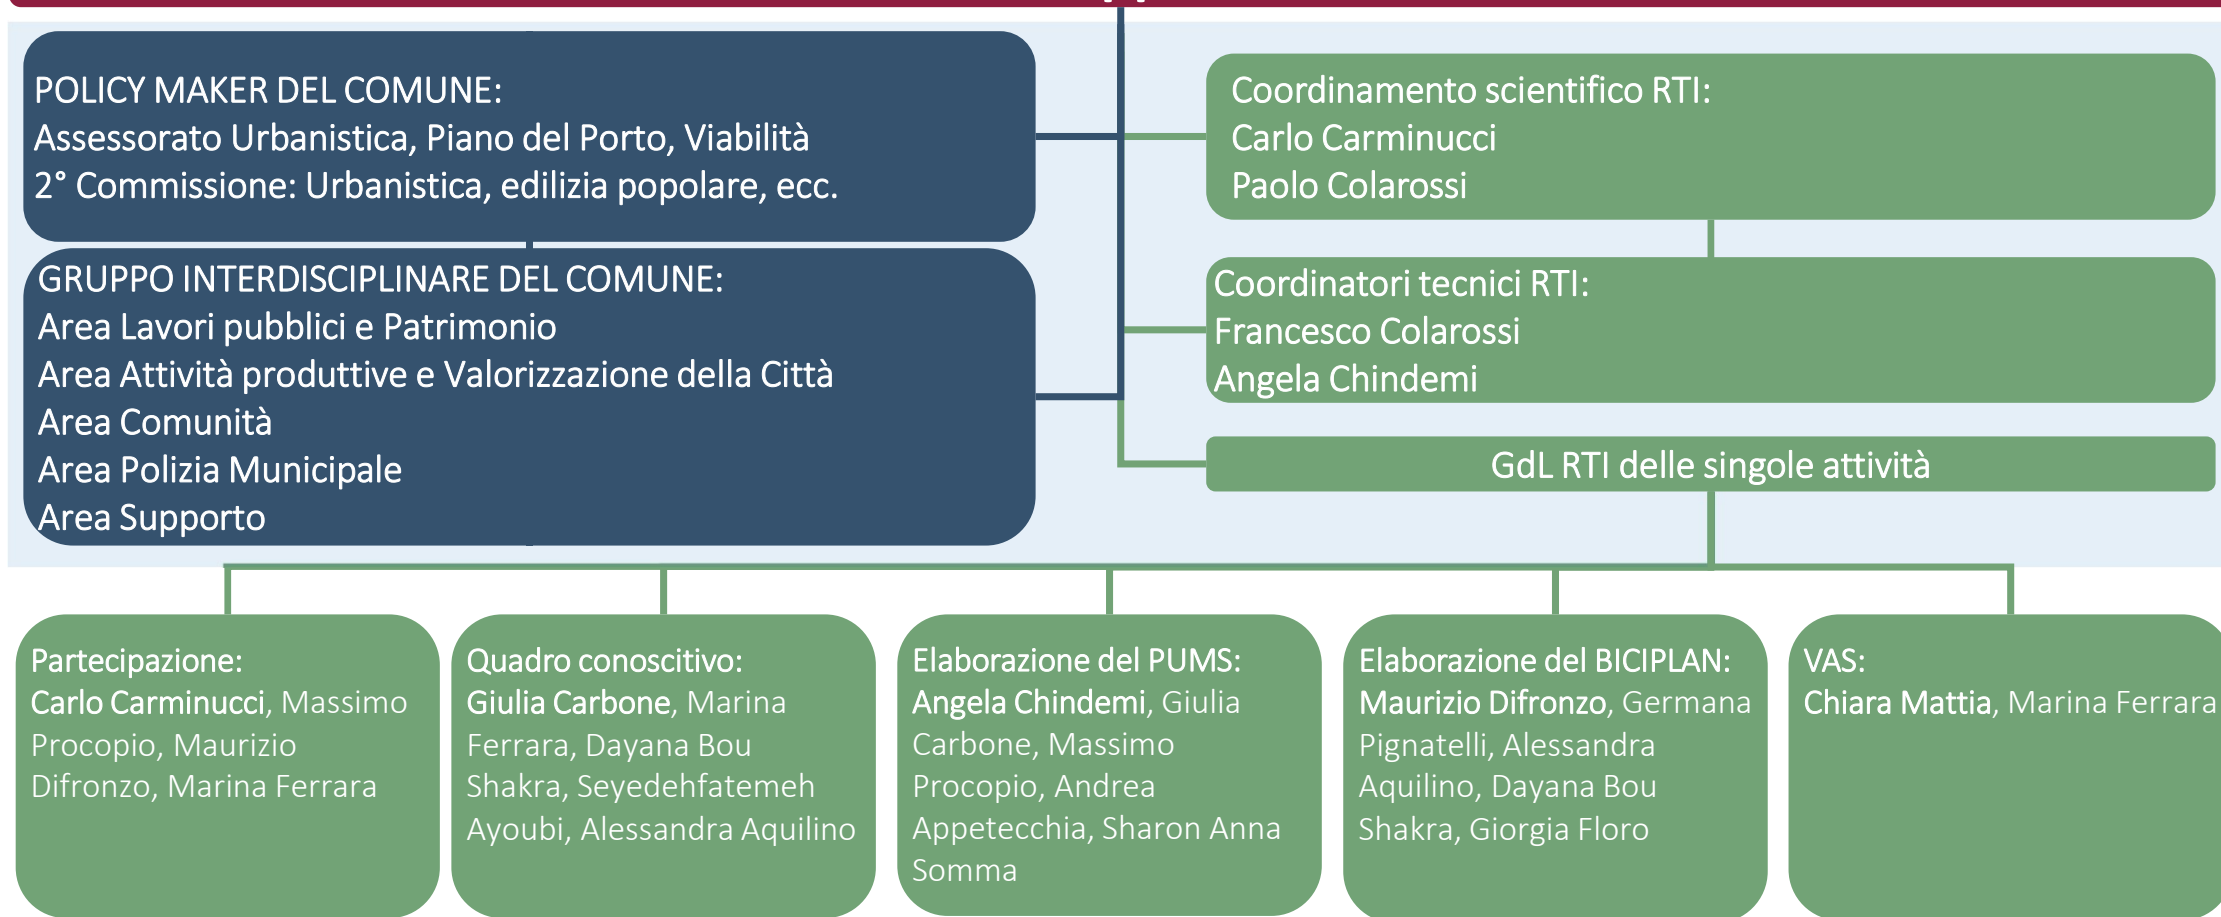 POLICY MAKER DEL COMUNE:
Assessorato Urbanistica, Piano del Porto, Viabilità
2° Commissione: Urbanistica, edilizia popolare, ecc.
GRUPPO INTERDISCIPLINARE DEL COMUNE:
Area Lavori pubblici e Patrimonio
Area Attività produttive e Valorizzazione della Città
Area Comunità
Area Polizia Municipale
Area Supporto
Coordinamento scientifico RTI:
Carlo Carminucci
Paolo Colarossi
Coordinatori tecnici RTI:
Francesco Colarossi
Angela Chindemi
GdL RTI delle singole attività
Partecipazione:
Carlo Carminucci, Massimo
Procopio, Maurizio
Difronzo, Marina Ferrara
Quadro conoscitivo:
Giulia Carbone, Marina
Ferrara, Dayana Bou
Shakra, Seyedehfatemeh
Ayoubi, Alessandra Aquilino
Elaborazione del PUMS:
Angela Chindemi, Giulia
Carbone, Massimo
Procopio, Andrea
Appetecchia, Sharon Anna
Somma
Elaborazione del BICIPLAN:
Maurizio Difronzo, Germana
Pignatelli, Alessandra
Aquilino, Dayana Bou
Shakra, Giorgia Floro
VAS:
Chiara Mattia, Marina Ferrara